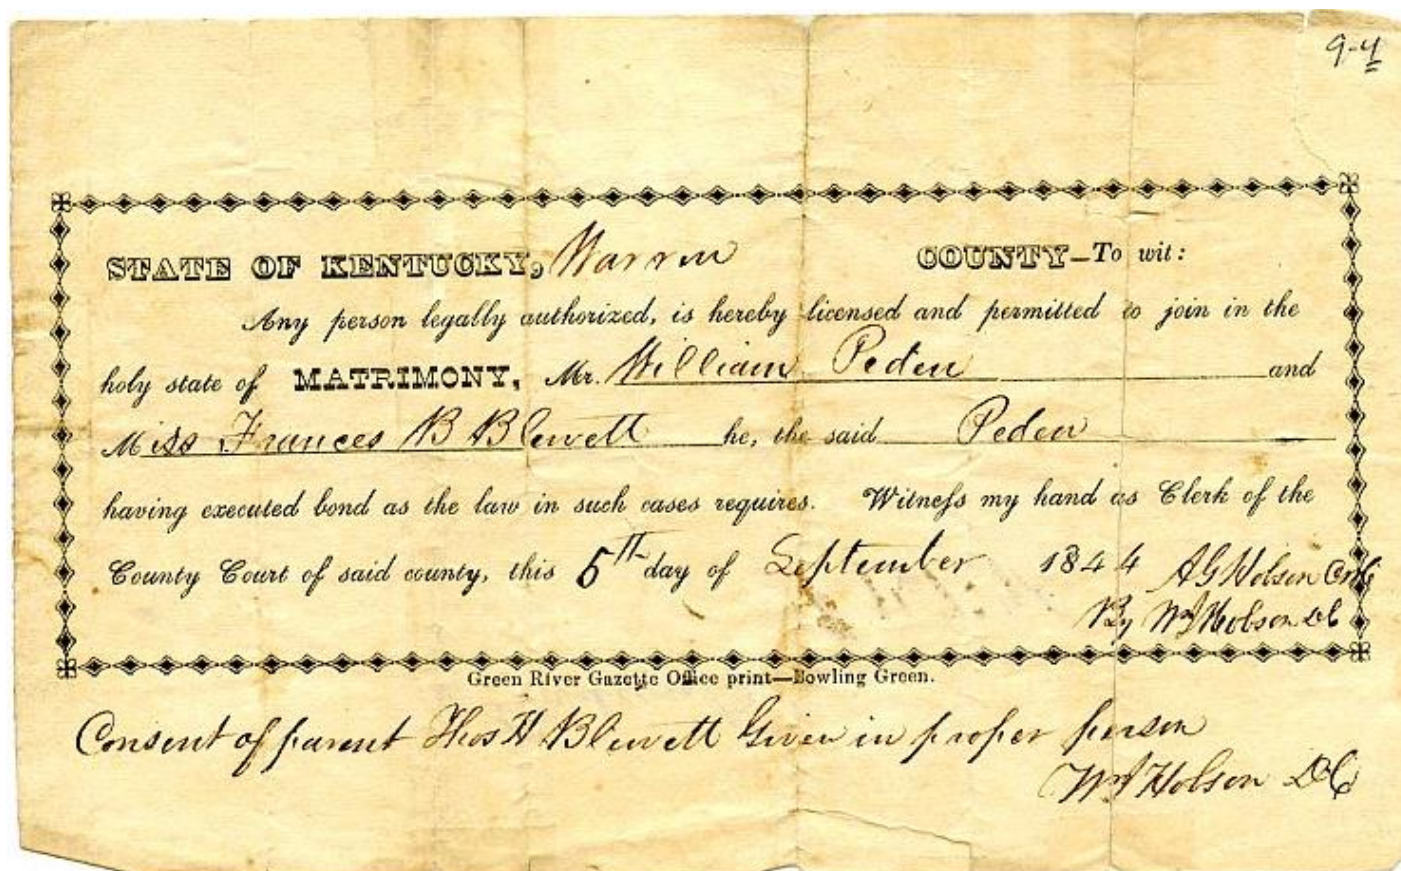 9-4
STATE OF KENTUCKY, Warren COUNTY—To wit:
Any person legally authorized, is hereby licensed and permitted to join in the
holy state of MATRIMONY, Mr. William Peden and
Miss Frances B Blewett he, the said Peden
having executed bond as the law in such cases requires. Witness my hand as Clerk of the
County Court of said county, this 5th day of September 1844 A G Hobson
By Wm Hobson DC
Green River Gazette Office print—Bowling Green.
Consent of parent Thos H Blewett Given in proper person
Wm Hobson DC